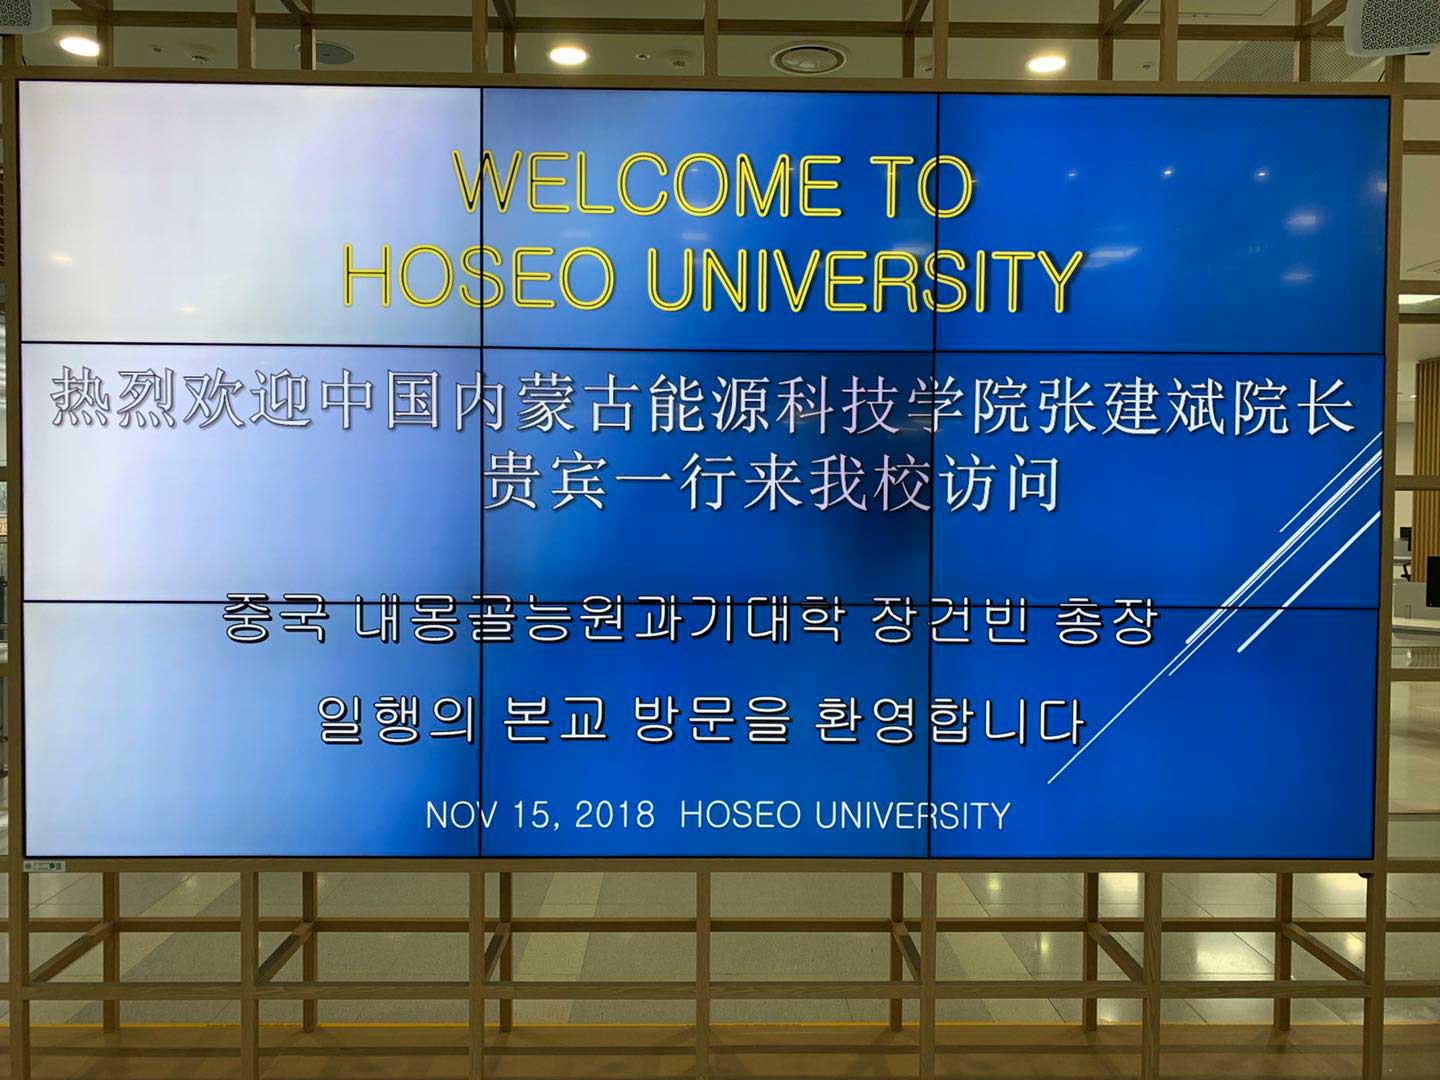 WELCOME TO
HOSEO UNIVERSITY
热烈欢迎中国内蒙古能源科技学院张建斌院长
贵宾一行来我校访问
중국 내몽골능원과기대학 장건빈 총장
일행의 본교 방문을 환영합니다
NOV 15, 2018 HOSEO UNIVERSITY